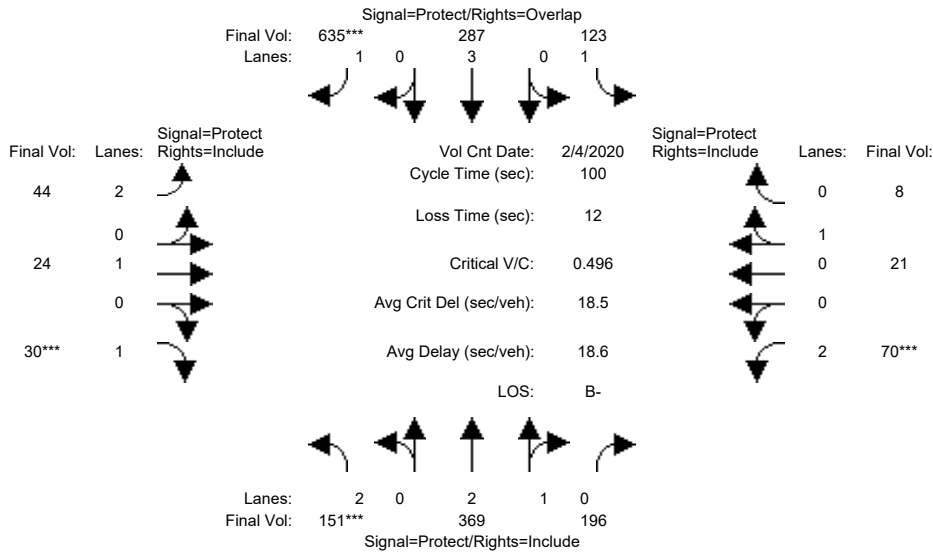 Signal=Protect/Rights=Overlap
Final Vol: 635*** 287 123
Lanes: 1 0 3 0 1
Signal=Protect Signal=Protect
Final Vol: Lanes: Rights=Include Vol Cnt Date: 2/4/2020 Rights=Include Lanes: Final Vol:
Cycle Time (sec): 100
44 2 0 8
Loss Time (sec): 12
0 1
24 1 Critical V/C: 0.496 0 21
0 Avg Crit Del (sec/veh): 18.5 0
30*** 1 Avg Delay (sec/veh): 18.6 2 70***
LOS: B-
Lanes: 2 0 2 1 0
Final Vol: 151*** 369 196
Signal=Protect/Rights=Include